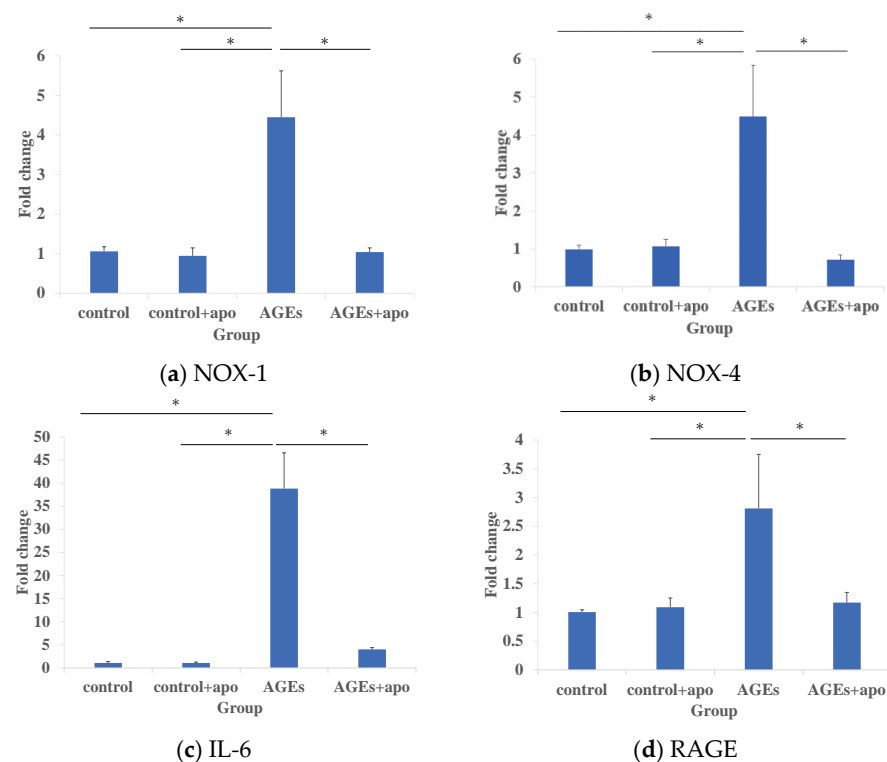 *
* *
6
5
4
3
2
1
0
Fold change
control control+apo AGEs AGEs+apo
Group
(a) NOX-1
*
* *
6
5
4
3
2
1
0
Fold change
control control+apo AGEs AGEs+apo
Group
(b) NOX-4
*
* *
50
45
40
35
30
25
20
15
10
5
0
Fold change
control control+apo AGEs AGEs+apo
Group
(c) IL-6
*
* *
4
3.5
3
2.5
2
1.5
1
0.5
0
Fold change
control control+apo AGEs AGEs+apo
Group
(d) RAGE